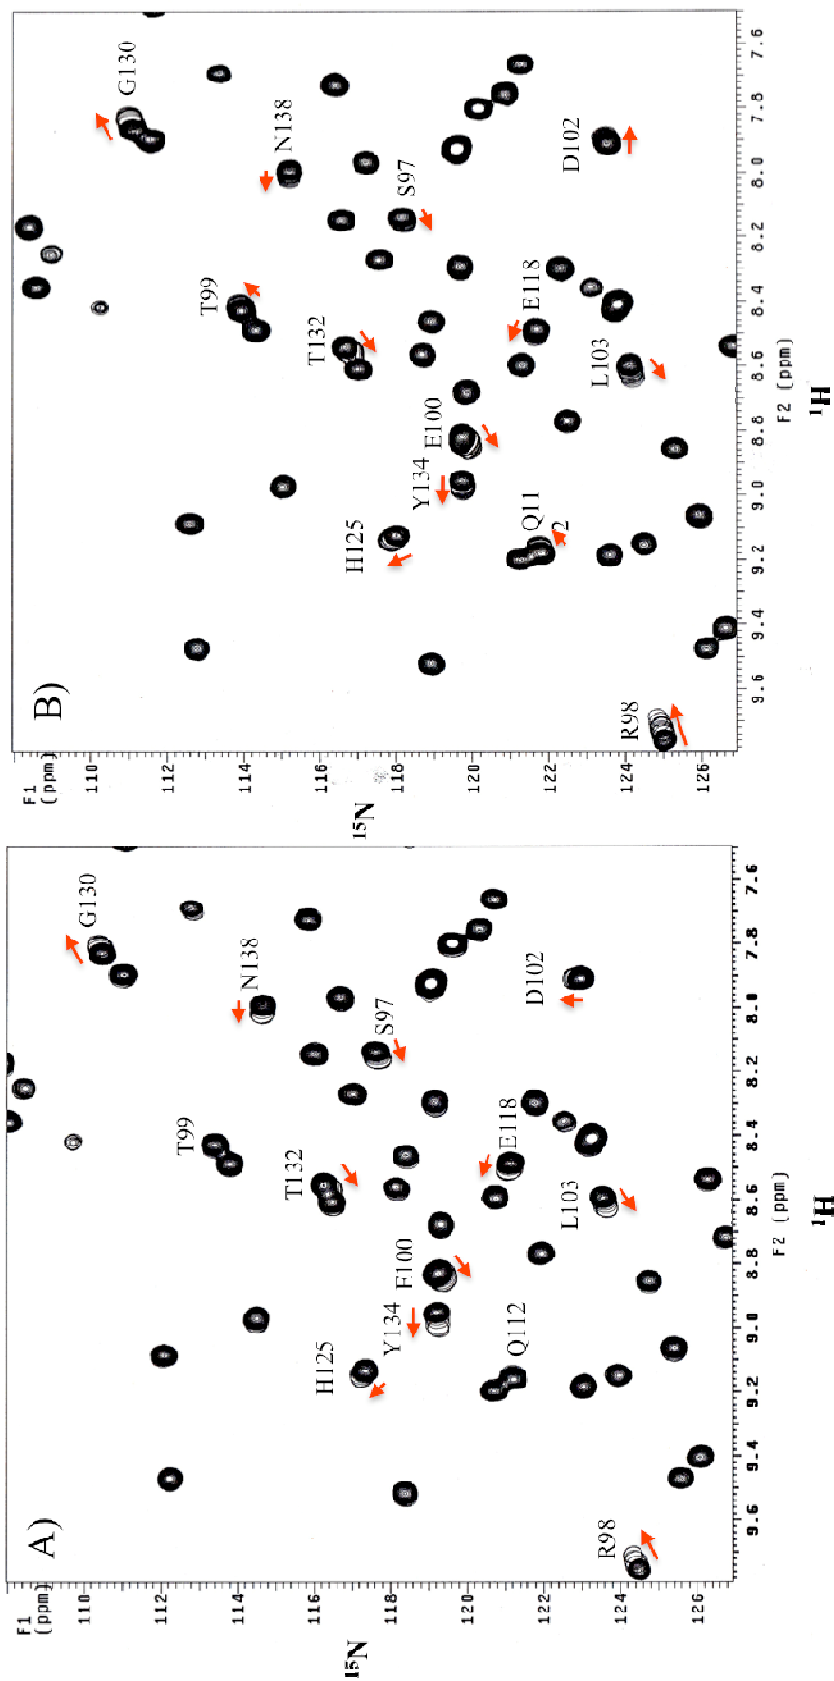 B)
F1
(ppm)
110
112
114
116
118
120
122
124
126
15N
G130
N138
S97
T99
T132
E118
D102
L103
E100
Y134
H125
Q11
2
R98
9.6
9.4
9.2
9.0
8.8
8.6
8.4
8.2
8.0
7.8
7.6
F2 (ppm)
H1
A)
F1
(ppm)
110
112
114
116
118
120
122
124
126
15N
G130
N138
S97
T99
T132
E118
D102
L103
E100
Y134
H125
Q112
R98
9.6
9.4
9.2
9.0
8.8
8.6
8.4
8.2
8.0
7.8
7.6
F2 (ppm)
H1